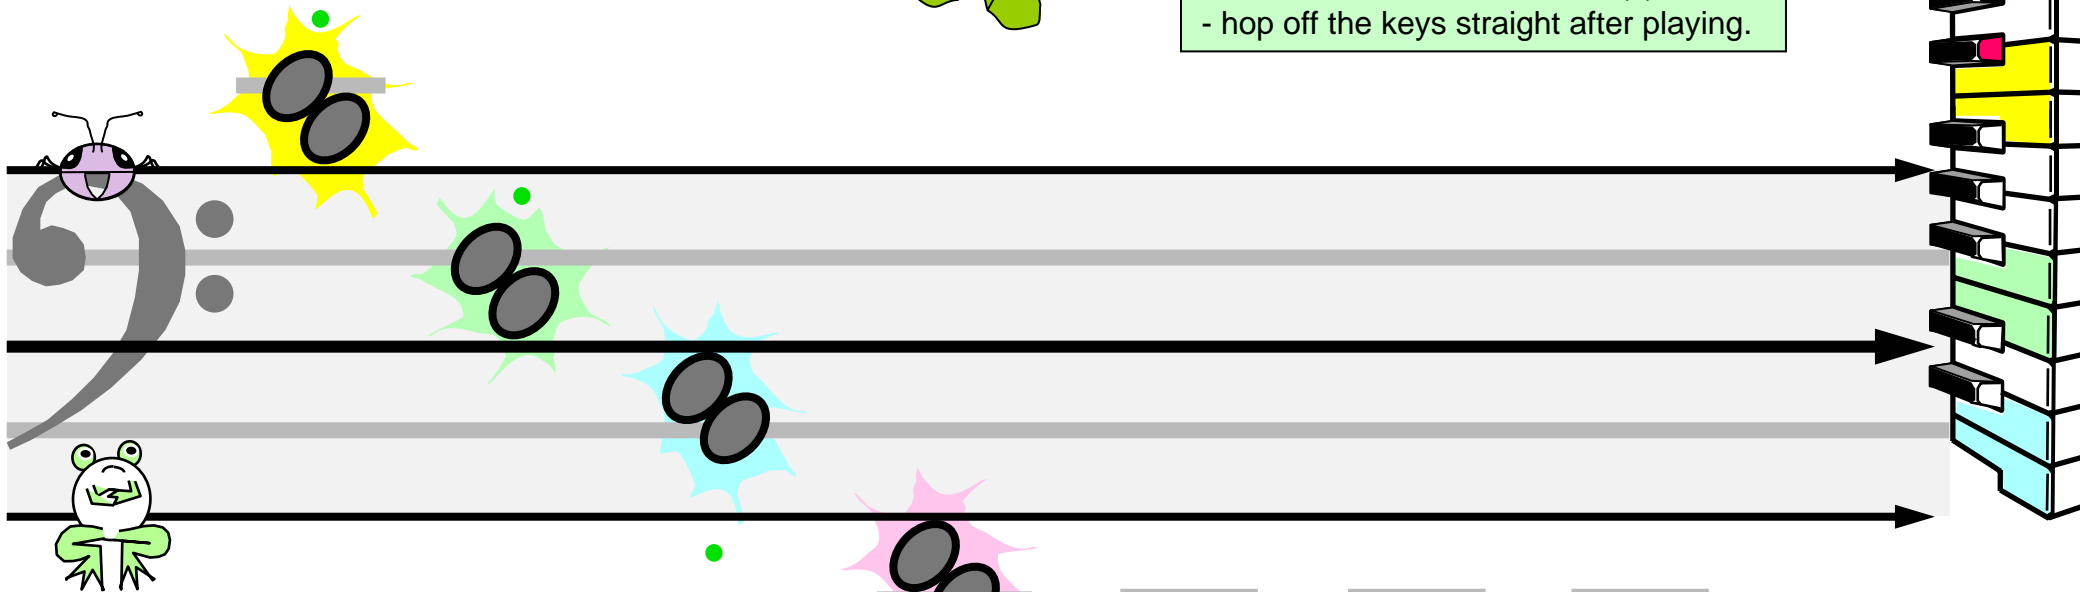 - hop off the keys straight after playing.